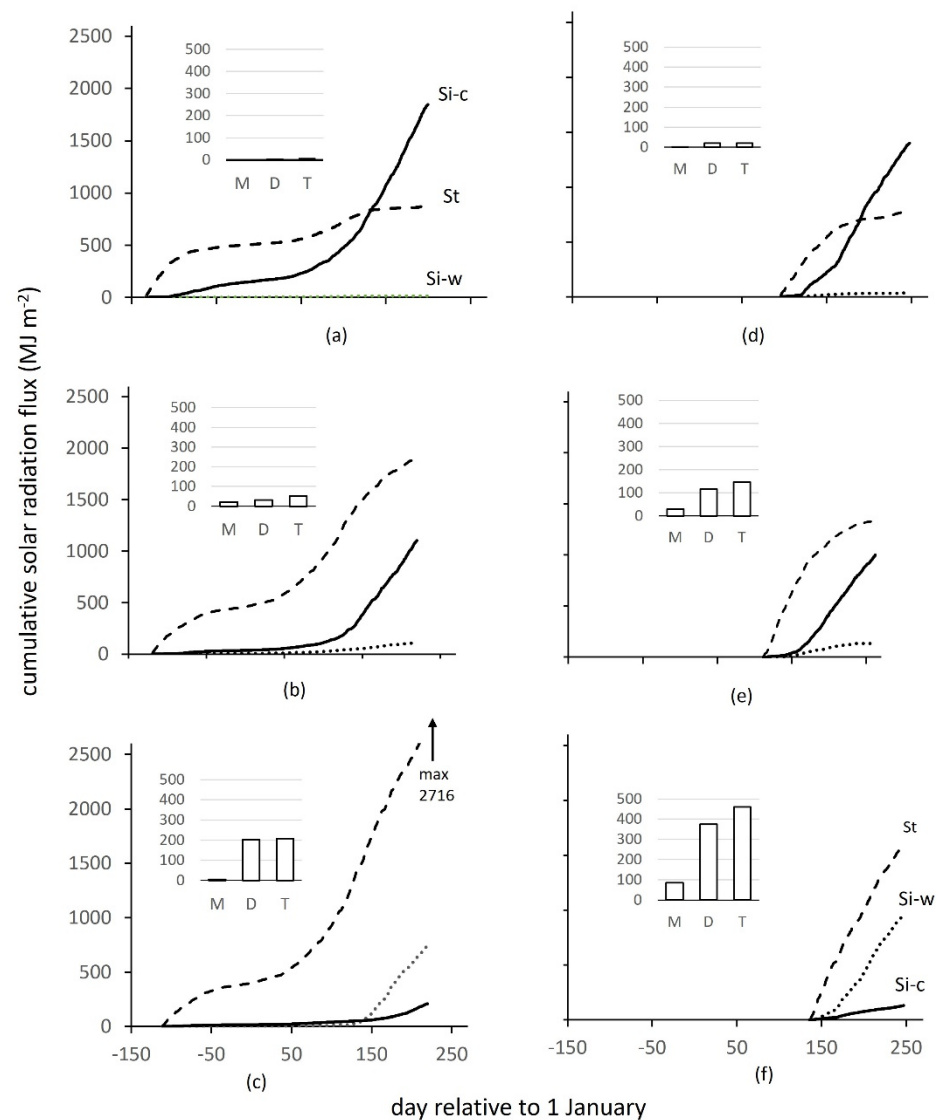 cumulative solar radiation flux (MJ m-2)
2500
2000
1500
1000
500
0
500
400
300
200
100
0
M D T
Si-c
St
Si-w
(a)
500
400
300
200
100
0
M D T
(d)
2500
2000
1500
1000
500
0
500
400
300
200
100
0
M D T
(b)
500
400
300
200
100
0
M D T
(e)
2500
2000
1500
1000
500
0
500
400
300
200
100
0
M D T
max
2716
-150 -50 50 150 250
(c)
500
400
300
200
100
0
M D T
St
Si-w
Si-c
-150 -50 50 150 250
(f)
day relative to 1 January